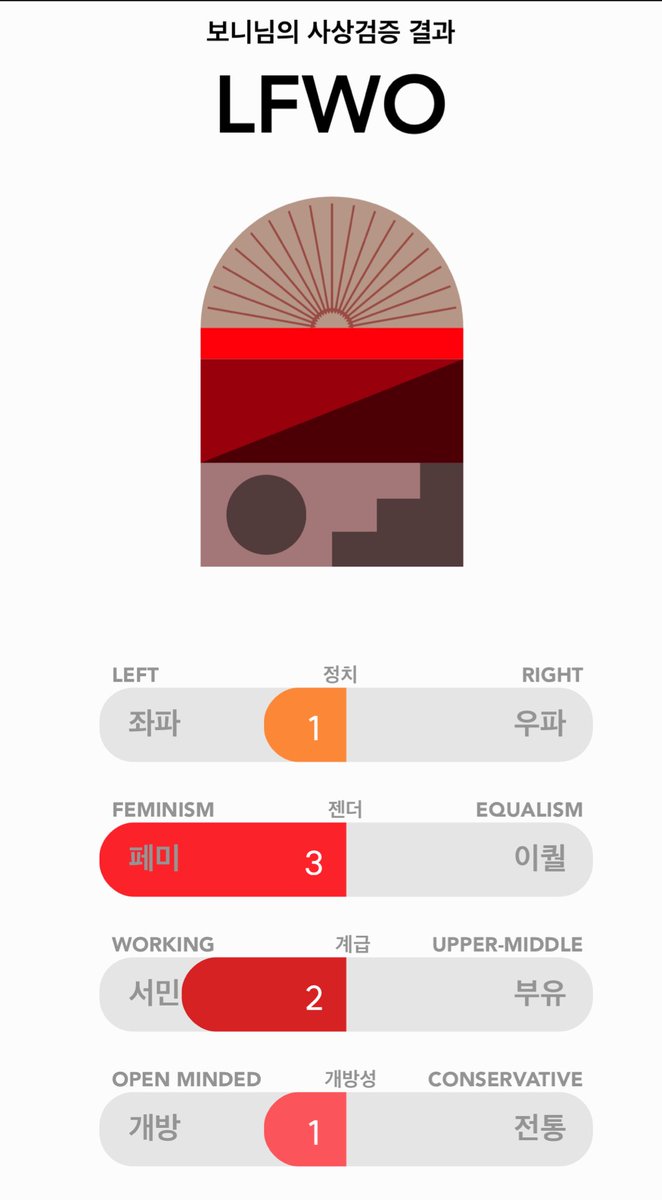 보니님의 사상검증 결과
LFWO
LEFT 정치 RIGHT
좌파 1 우파
FEMINISM 젠더 EQUALISM
페미 3 이퀄
WORKING 계급 UPPER-MIDDLE
서민 2 부유
OPEN MINDED 개방성 CONSERVATIVE
개방 1 전통